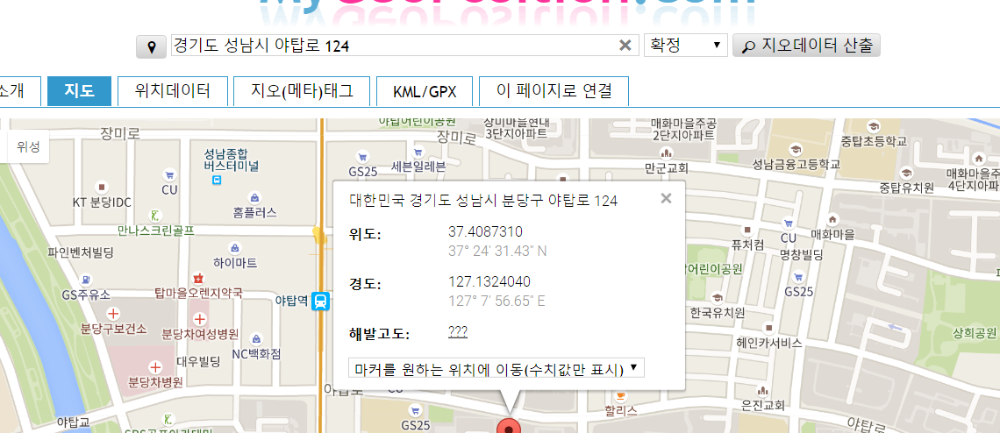 MyGeoPosition.com
경기도 성남시 야탑로 124
확정
지오데이터 산출
소개
지도
위치데이터
지오(메타)태그
KML/GPX
이 페이지로 연결
위성
장미로
야탑어린이공원
장미로
장미마을현대
3단지아파트
매화마을주공
2단지아파트
중탑초등학교
성남종합
버스터미널
GS25
세븐일레븐
만군교회
성남금융고등학교
매화마을주
4단지아파
중탑유치원
CU
KT 분당IDC
홈플러스
만나스크린골프
파인벤처빌딩
하이마트
GS주유소
탑마을오렌지약국
야탑역
분당구보건소
분당차여성병원
대우빌딩
NC백화점
분당차병원
야탑교
대한민국 경기도 성남시 분당구 야탑로 124
위도:
37.4087310
37° 24' 31.43" N
경도:
127.1324040
127° 7' 56.65" E
해발고도:
???
마커를 원하는 위치에 이동(수치값만 표시)
퓨처컴
CU
매화마을
명창빌딩
어린이공원
GS25
한국유치원
상희공원
헤인카서비스
은진교회
할리스
GS25
야탑로